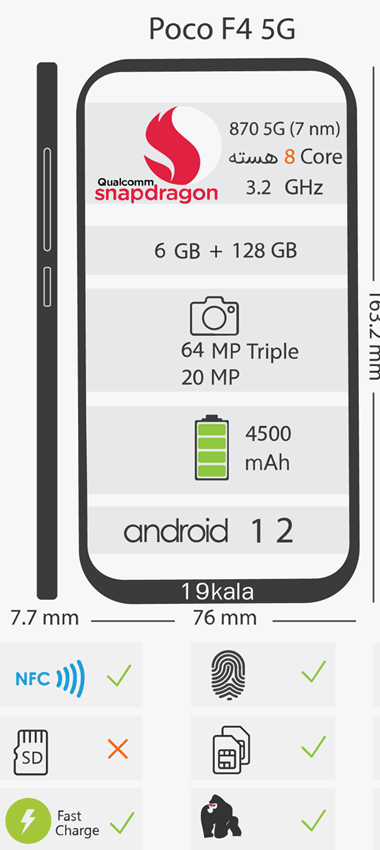 Poco F4 5G
Qualcomm
snapdragon
870 5G (7 nm)
هسته 8 Core
3.2 GHz
6 GB + 128 GB
64 MP Triple
20 MP
4500
mAh
android 12
19kala
163.2 mm
7.7 mm
76 mm
NFC
SD
Fast
Charge